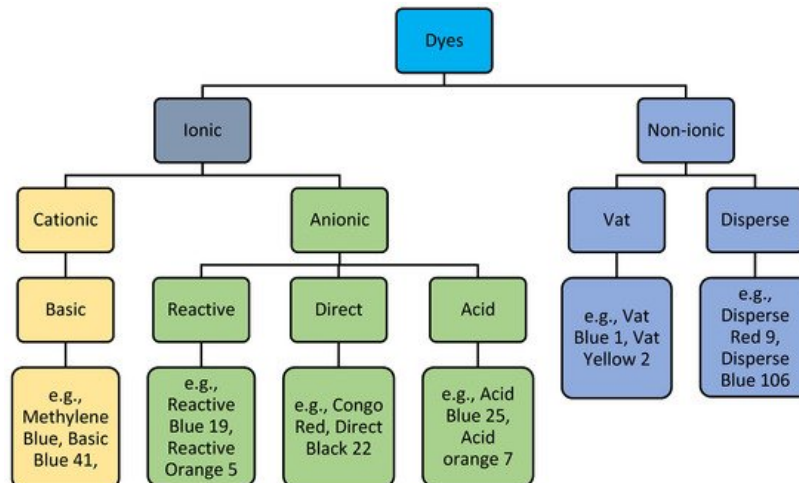 Dyes
Ionic
Non-ionic
Cationic
Anionic
Vat
Disperse
Basic
Reactive
Direct
Acid
e.g.,
Methylene
Blue, Basic
Blue 41,
e.g.,
Reactive
Blue 19,
Reactive
Orange 5
e.g., Congo
Red, Direct
Black 22
e.g., Acid
Blue 25,
Acid
orange 7
e.g., Vat
Blue 1, Vat
Yellow 2
e.g.,
Disperse
Red 9,
Disperse
Blue 106